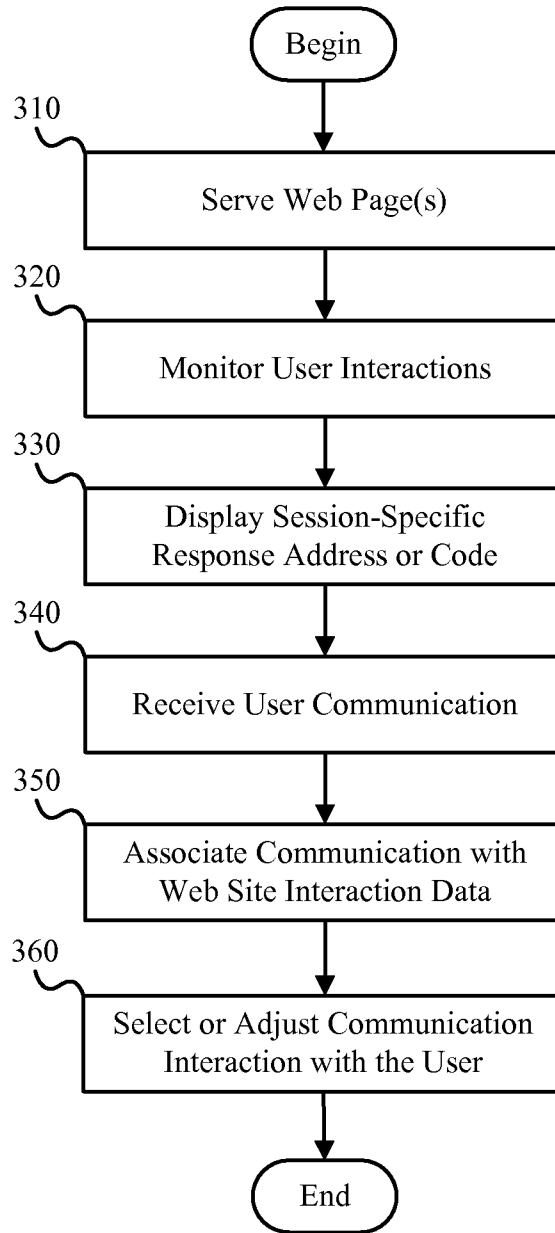 Begin
310
Serve Web Page(s)
320
Monitor User Interactions
330
Display Session-Specific
Response Address or Code
340
Receive User Communication
350
Associate Communication with
Web Site Interaction Data
360
Select or Adjust Communication
Interaction with the User
End